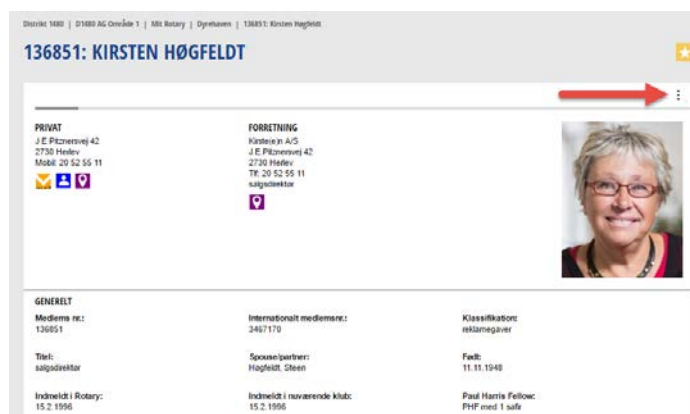 Distrikt 1480 | D1480 AG Område 1 | Mit Rotary | Dyrehaven | 136851: Kirsten Høgfeldt
136851: KIRSTEN HØGFELDT
PRIVAT
J E Pitznersvej 42
2730 Herlev
Mobil: 20 52 55 11
FORRETNING
Kirste(e)n A/S
J.E.Pitznersvej 42
2730 Herlev
Tlf: 20 52 55 11
salgsdirektør
GENERELT
Medlems nr.:
136851
Internationalt medlemsnr.:
3467170
Klassifikation:
reklamegaver
Titel:
salgsdirektør
Spouse/partner:
Høgfeldt, Steen
Født:
11.11.1948
Indmeldt i Rotary:
15.2.1996
Indmeldt i nuværende klub:
15.2.1996
Paul Harris Fellow:
PHF med 1 safir